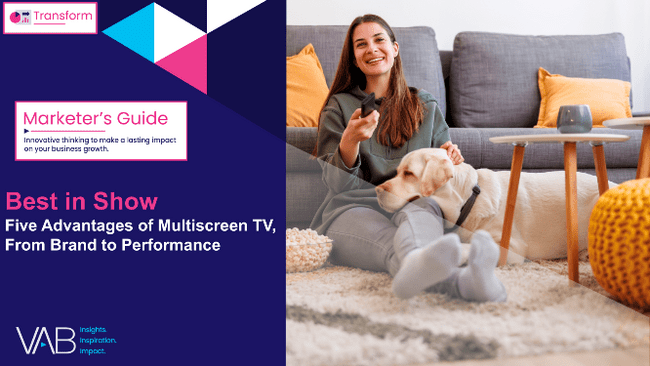 Transform
Marketer's Guide
Innovative thinking to make a lasting impact
on your business growth.
Best in Show
Five Advantages of Multiscreen TV,
From Brand to Performance
VAB
Insights.
Inspiration.
Impact.